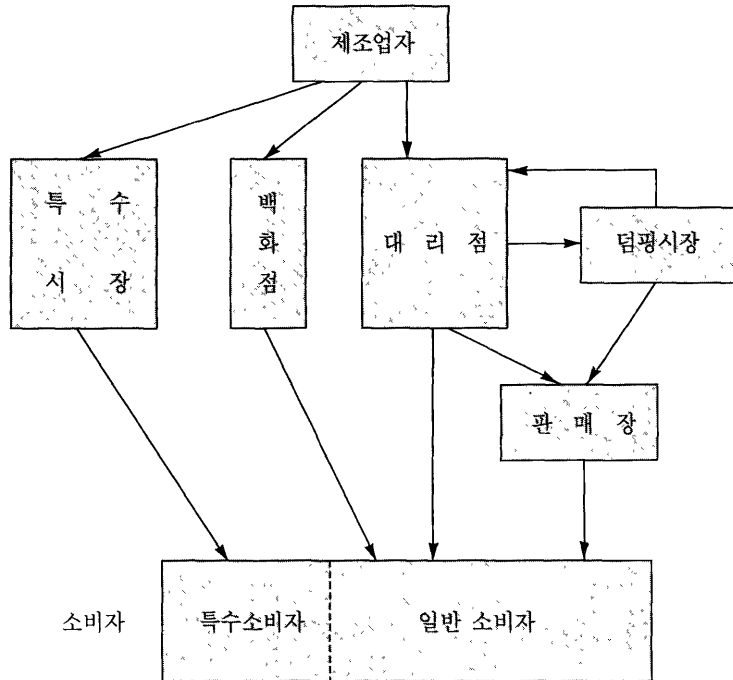 제조업자
특 수
시 장
백
화
점
대 리 점
덤핑시장
판 매 장
소비자
특수소비자
일반 소비자